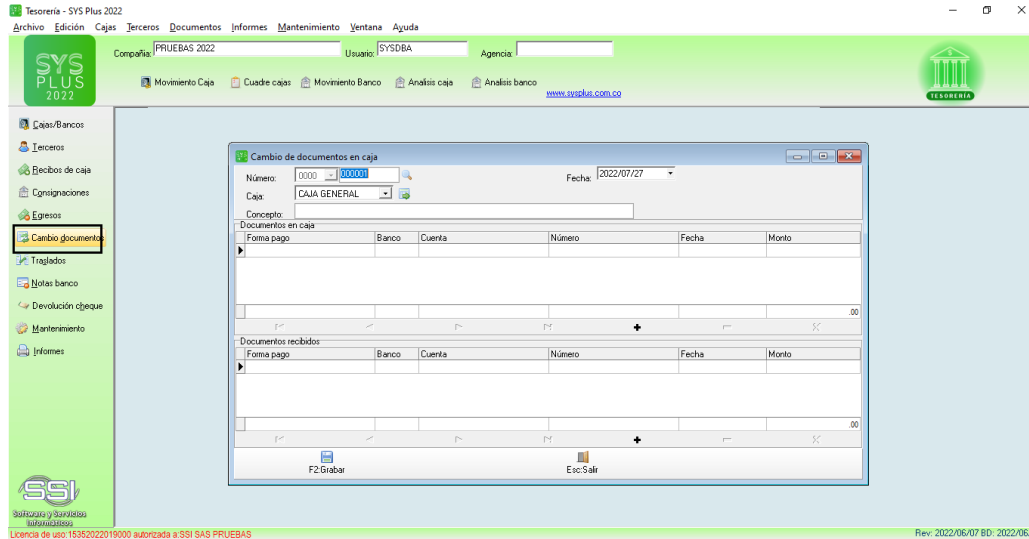 Tesorería - SYS Plus 2022
Archivo Edición Cajas Terceros Documentos Informes Mantenimiento Ventana Ayuda
SYS
PLUS
2022
Compañia: PRUEBAS 2022 Usuario: SYSDBA Agencia:
Movimiento Caja Cuadre cajas Movimiento Banco Analisis caja Analisis banco
www.sysplus.com.co
TESORERIA
Cajas/Bancos
Terceros
Recibos de caja
Consignaciones
Egresos
Cambio documentos
Traslados
Notas banco
Devolución cheque
Mantenimiento
Informes
Cambio de documentos en caja
Número: 0000 000001 Fecha: 2022/07/27
Caja: CAJA GENERAL
Concepto:
Documentos en caja
Forma pago Banco Cuenta Número Fecha Monto
.00
Documentos recibidos
Forma pago Banco Cuenta Número Fecha Monto
.00
F2:Grabar Esc:Salir
SSI
Software y Servicios
Informáticos
Licencia de uso:15352022019000 autorizada a:SSI SAS PRUEBAS Rev: 2022/06/07 BD: 2022/06